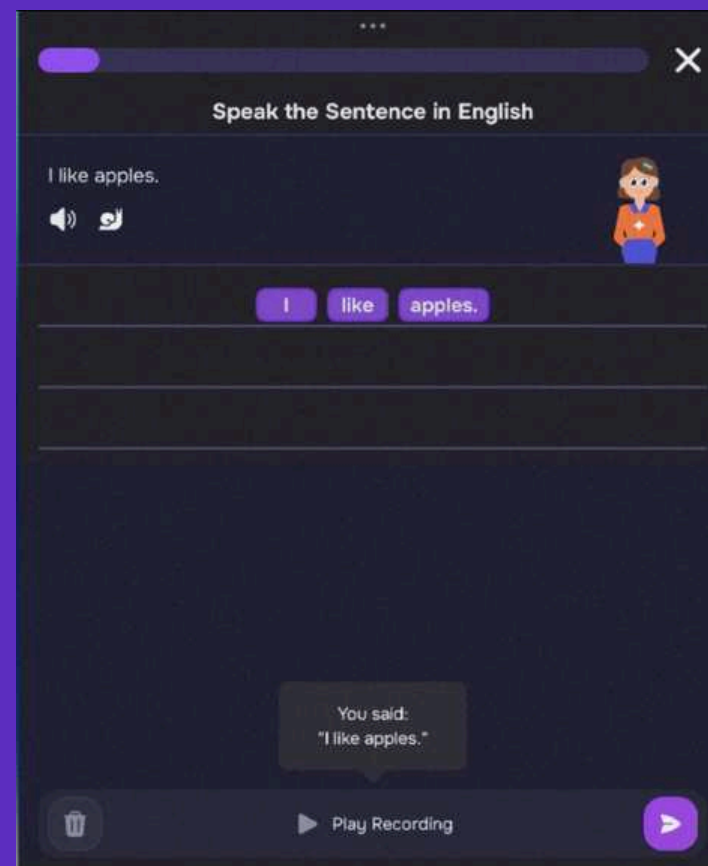 Speak the Sentence in English
I like apples.
I like apples.
You said:
"I like apples."
Play Recording